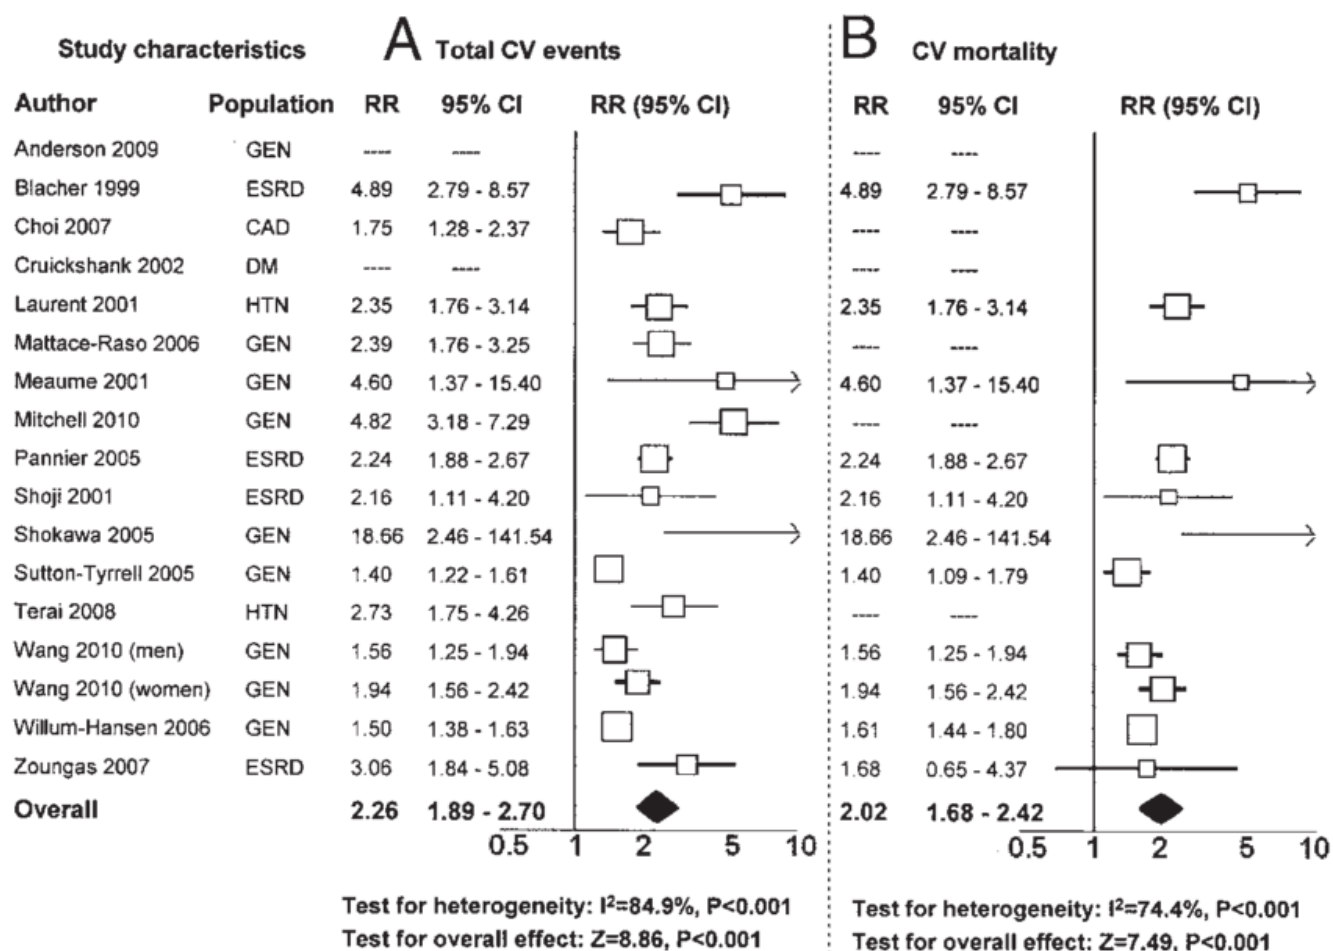 Study characteristics A Total CV events B CV mortality
Author Population RR 95% CI RR (95% CI) RR 95% CI RR (95% CI)
Anderson 2009 GEN ---- ---- ---- ----
Blacher 1999 ESRD 4.89 2.79 - 8.57 4.89 2.79 - 8.57
Choi 2007 CAD 1.75 1.28 - 2.37 ---- ----
Cruickshank 2002 DM ---- ---- ---- ----
Laurent 2001 HTN 2.35 1.76 - 3.14 2.35 1.76 - 3.14
Mattace-Raso 2006 GEN 2.39 1.76 - 3.25 ---- ----
Meaume 2001 GEN 4.60 1.37 - 15.40 4.60 1.37 - 15.40
Mitchell 2010 GEN 4.82 3.18 - 7.29 ---- ----
Pannier 2005 ESRD 2.24 1.88 - 2.67 2.24 1.88 - 2.67
Shoji 2001 ESRD 2.16 1.11 - 4.20 2.16 1.11 - 4.20
Shokawa 2005 GEN 18.66 2.46 - 141.54 18.66 2.46 - 141.54
Sutton-Tyrrell 2005 GEN 1.40 1.22 - 1.61 1.40 1.09 - 1.79
Terai 2008 HTN 2.73 1.75 - 4.26 ---- ----
Wang 2010 (men) GEN 1.56 1.25 - 1.94 1.56 1.25 - 1.94
Wang 2010 (women) GEN 1.94 1.56 - 2.42 1.94 1.56 - 2.42
Willum-Hansen 2006 GEN 1.50 1.38 - 1.63 1.61 1.44 - 1.80
Zoungas 2007 ESRD 3.06 1.84 - 5.08 1.68 0.65 - 4.37
Overall 2.26 1.89 - 2.70 2.02 1.68 - 2.42
0.5 1 2 5 10 0.5 1 2 5 10
Test for heterogeneity: I²=84.9%, P<0.001 Test for heterogeneity: I²=74.4%, P<0.001
Test for overall effect: Z=8.86, P<0.001 Test for overall effect: Z=7.49, P<0.001